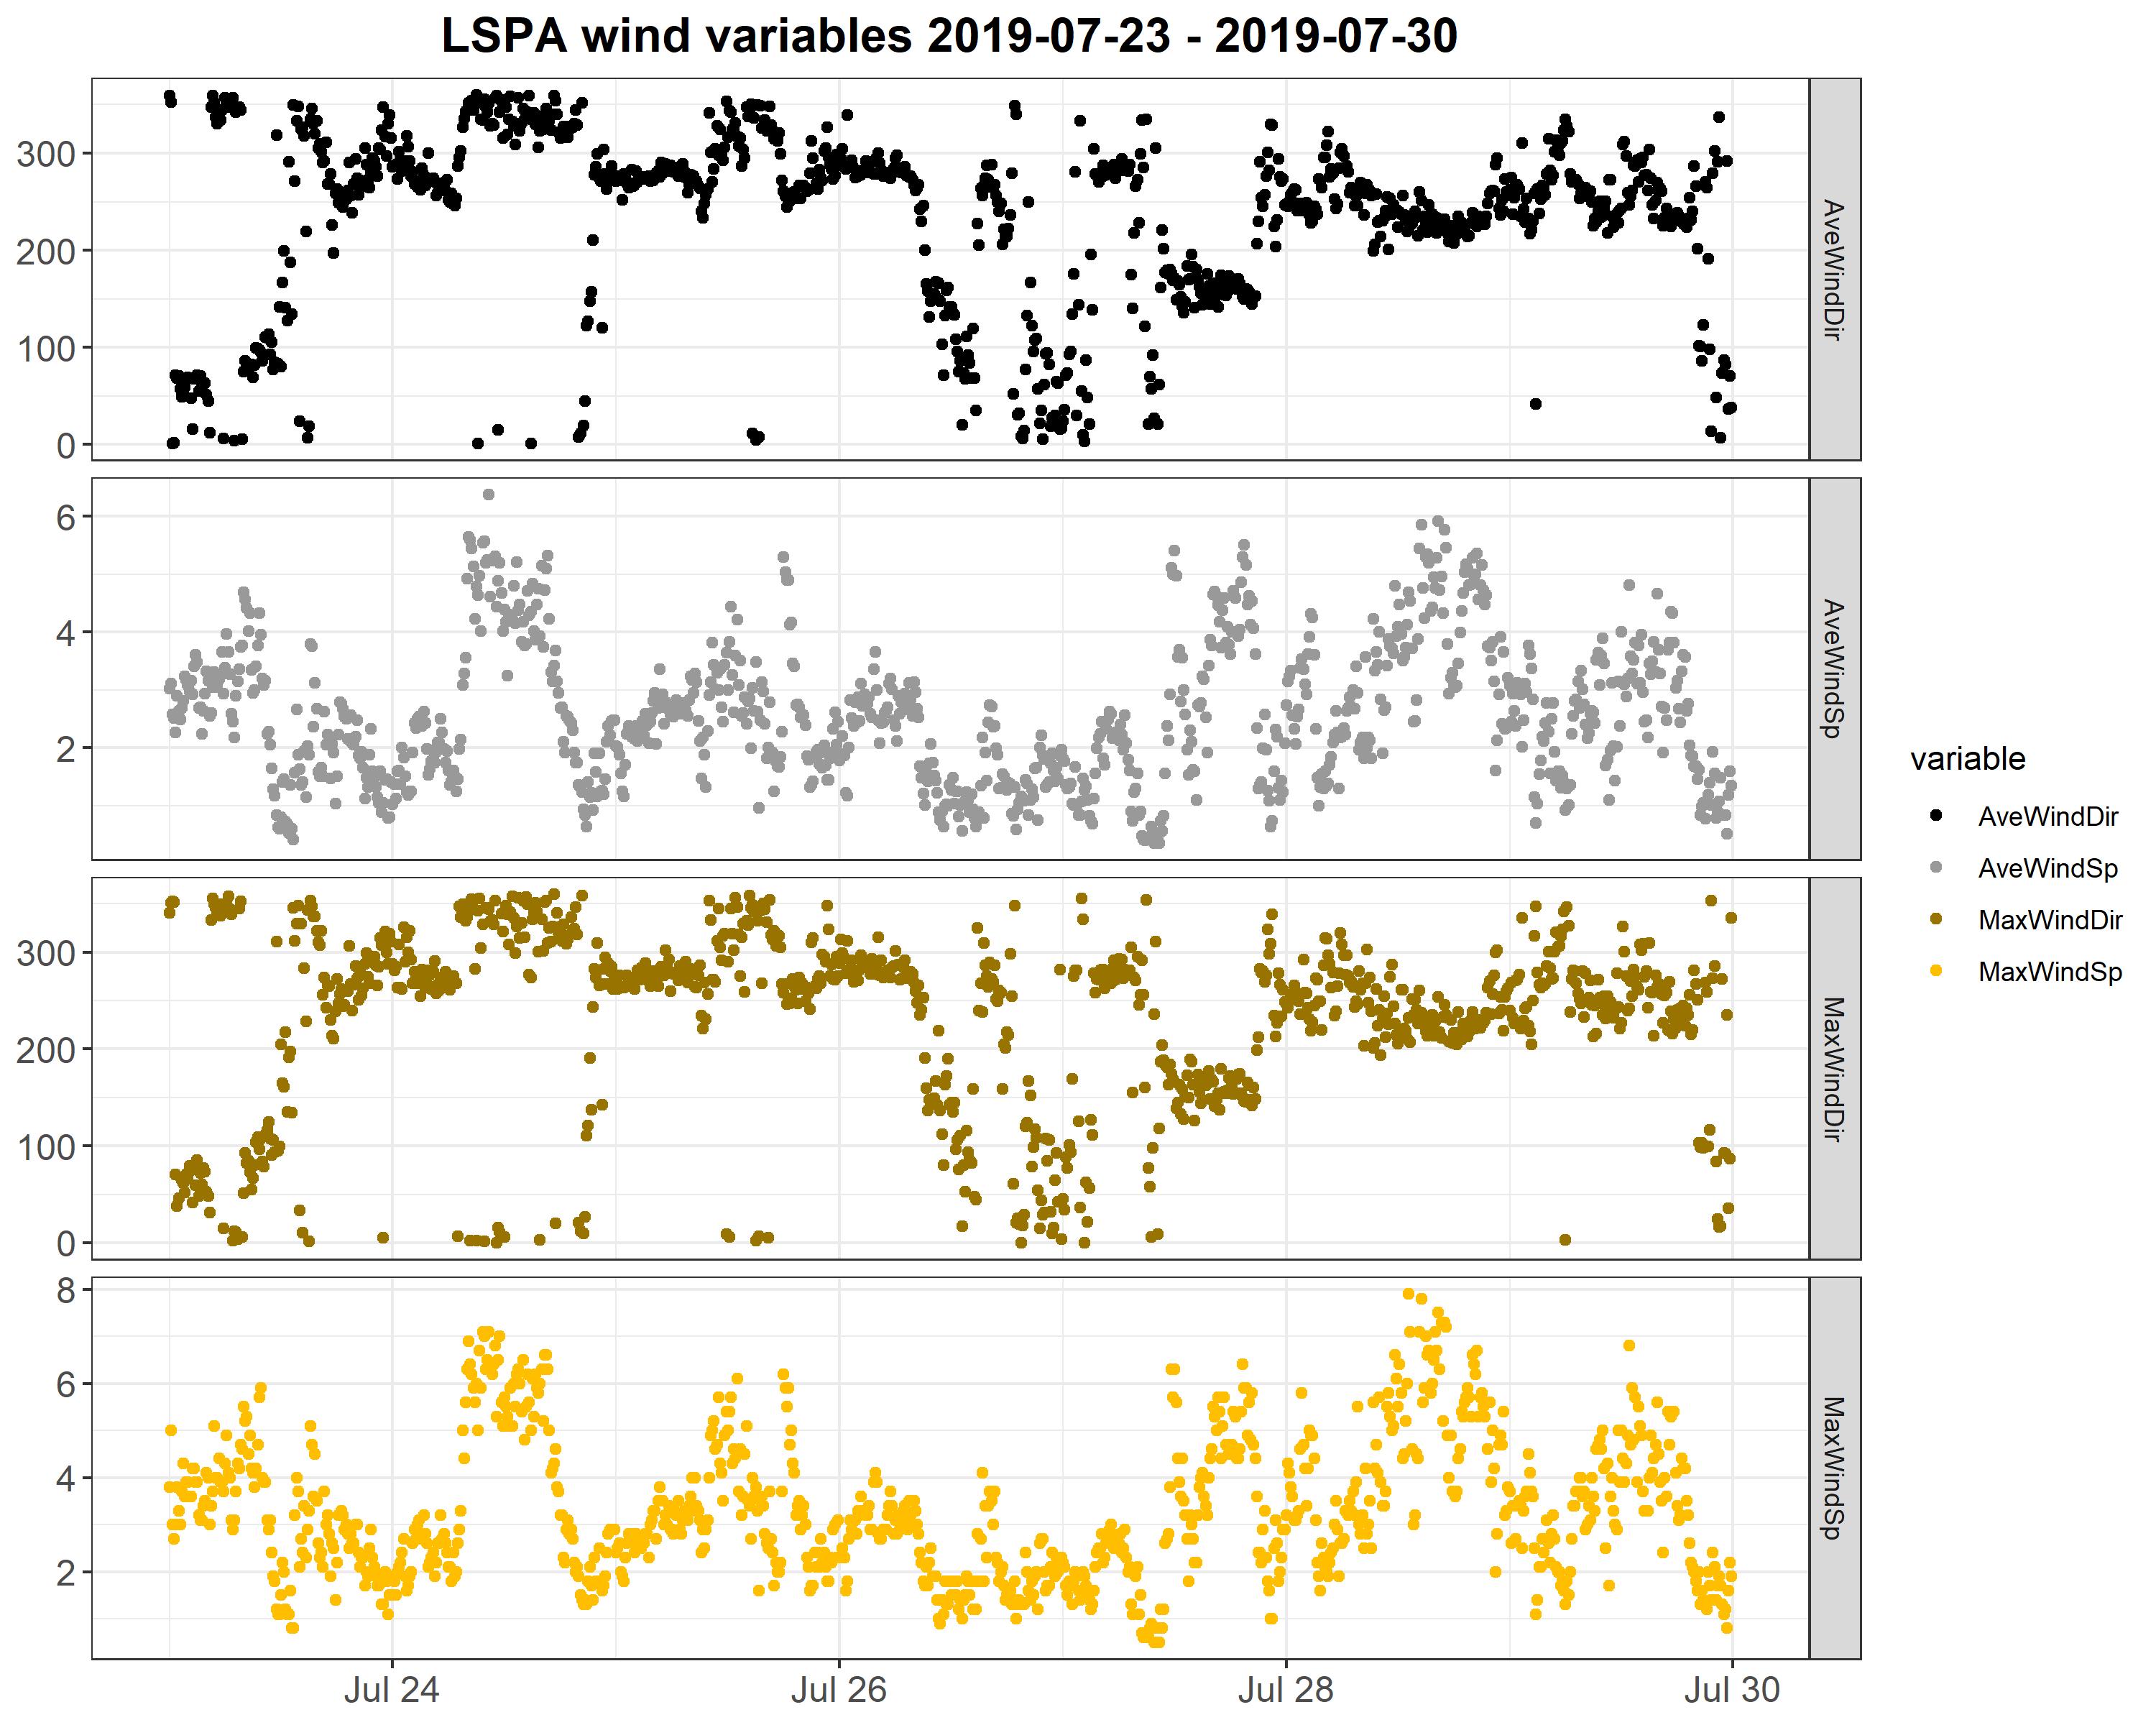 LSPA wind variables 2019-07-23 - 2019-07-30
300
200
100
0
AveWindDir
6
4
2
AveWindSp
300
200
100
0
MaxWindDir
8
6
4
2
MaxWindSp
Jul 24 Jul 26 Jul 28 Jul 30
variable
AveWindDir
AveWindSp
MaxWindDir
MaxWindSp